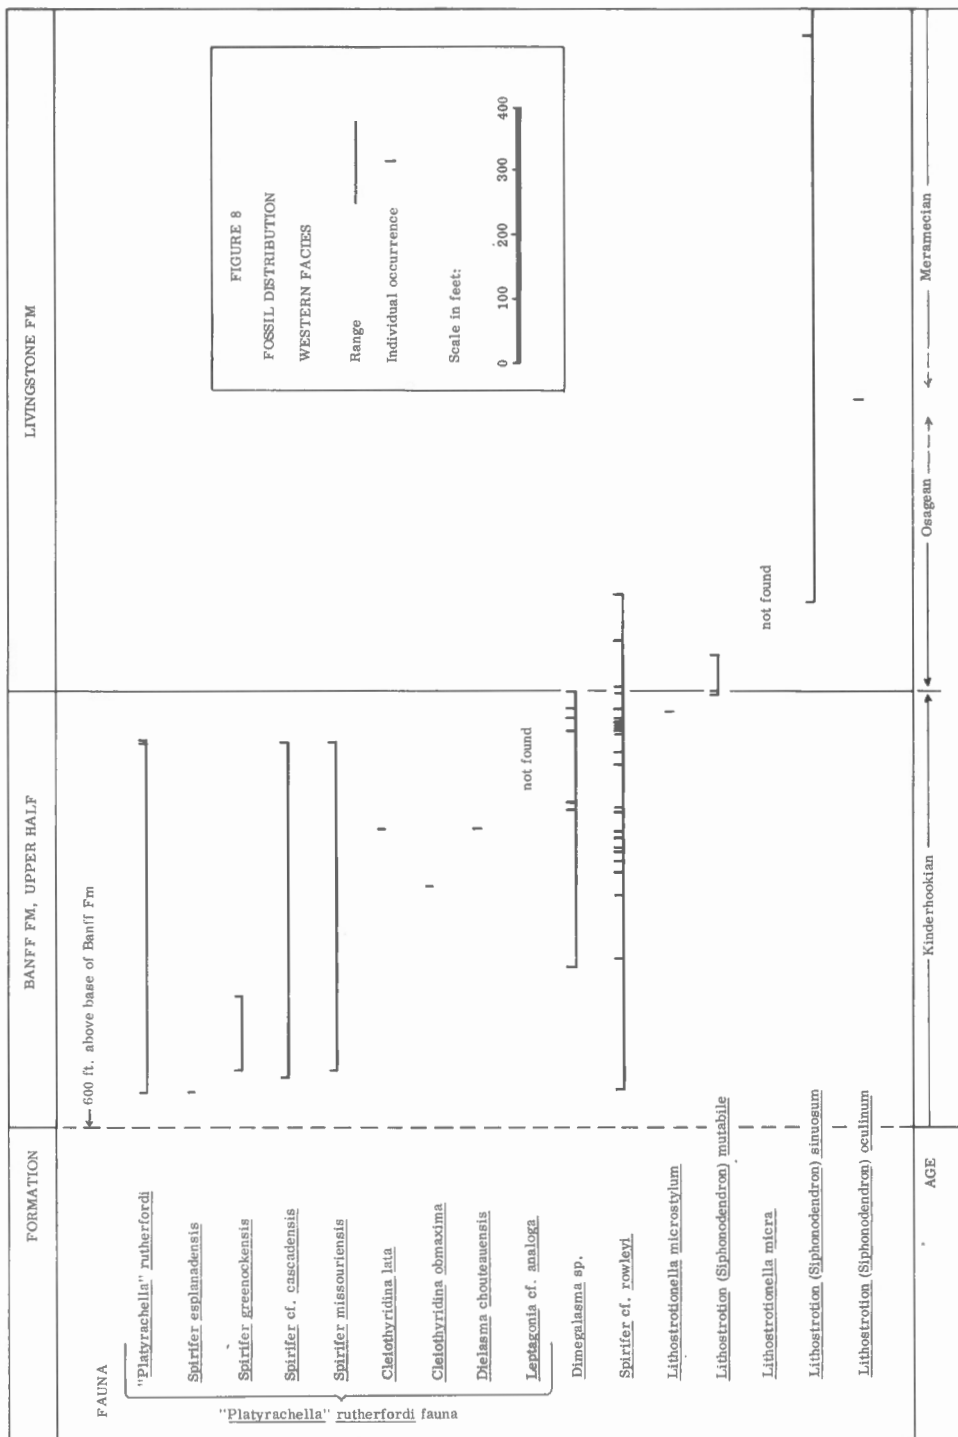 FORMATION
BANFF FM, UPPER HALF
LIVINGSTONE FM
FAUNA
←600 ft. above base of Banff Fm
"Platyrachella" rutherfordi fauna
"Platyrachella" rutherfordi
Spirifer esplanadensis
Spirifer greenockensis
Spirifer cf. cascadensis
Spirifer missouriensis
Cleiothyridina lata
Cleiothyridina obmaxima
Dielasma chouteauensis
Leptagonia cf. analoga
not found
Dimegalasma sp.
Spirifer cf. rowleyi
Lithostrotionella microstylum
Lithostrotion (Siphonodendron) mutabile
Lithostrotionella micra
not found
Lithostrotion (Siphonodendron) sinuosum
Lithostrotion (Siphonodendron) oculinum
FIGURE 8
FOSSIL DISTRIBUTION
WESTERN FACIES
Range
Individual occurrence
Scale in feet:
0 100 200 300 400
AGE
Kinderhookian
Osagean
Meramecian